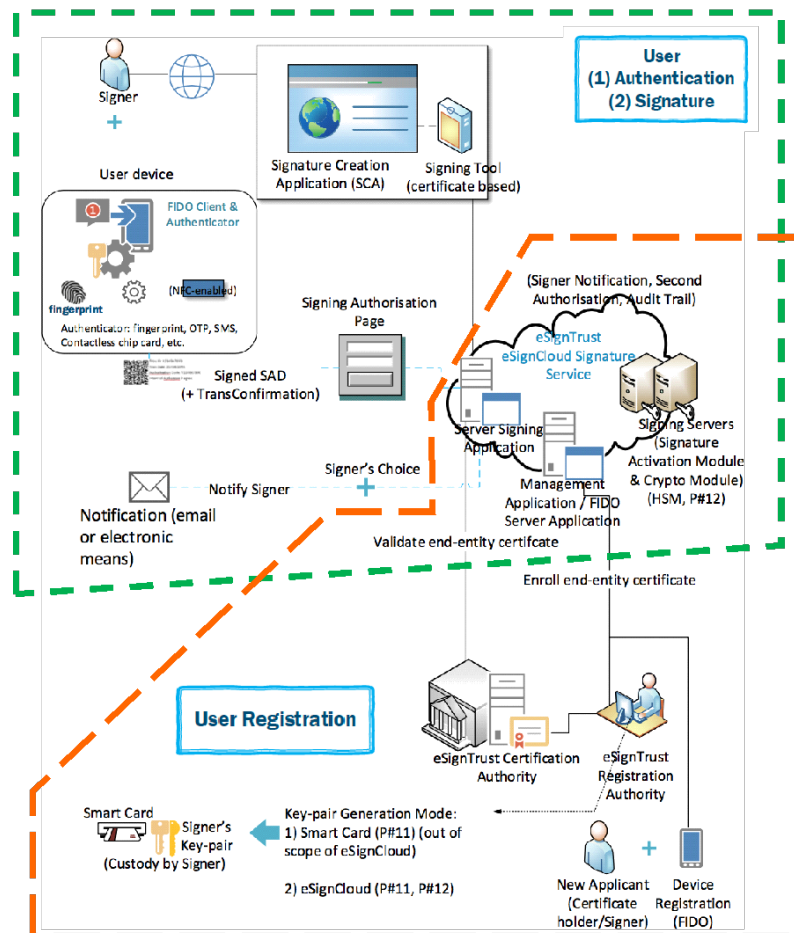 User
(1) Authentication
(2) Signature
Signer
Signature Creation
Application (SCA)
Signing Tool
(certificate based)
User device
FIDO Client &
Authenticator
1
fingerprint
(NFC-enabled)
Authenticator: fingerprint, OTP, SMS,
Contactless chip card, etc.
Signing Authorisation
Page
Signed SAD
(+ TransConfirmation)
(Signer Notification, Second
Authorisation, Audit Trail)
eSignTrust
eSignCloud Signature
Service
Server Signing
Application
Signing Servers
(Signature
Activation Module
& Crypto Module)
(HSM, P#12)
Management
Application / FIDO
Server Application
Signer's Choice
Notify Signer
Notification (email
or electronic
means)
Validate end-entity certifcate
Enroll end-entity certificate
User Registration
eSignTrust Certification
Authority
eSignTrust
Registration
Authority
Smart Card
Signer's
Key-pair
(Custody by Signer)
Key-pair Generation Mode:
1) Smart Card (P#11) (out of
scope of eSignCloud)
2) eSignCloud (P#11, P#12)
New Applicant
(Certificate
holder/Signer)
Device
Registration
(FIDO)